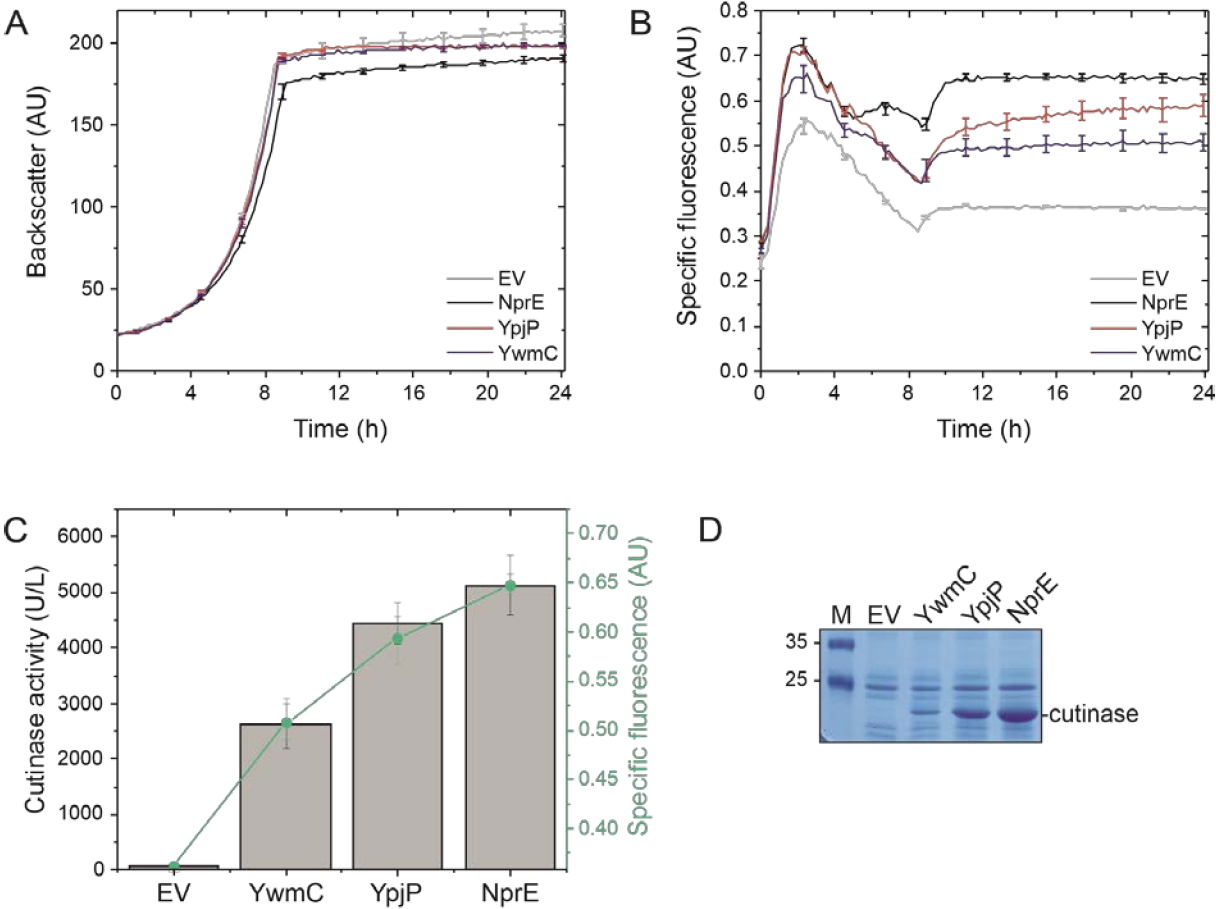 A
Backscatter (AU)
200
150
100
50
0
0 4 8 12 16 20 24
Time (h)
EV
NprE
YpjP
YwmC
B
Specific fluorescence (AU)
0.8
0.7
0.6
0.5
0.4
0.3
0.2
0.1
0.0
0 4 8 12 16 20 24
Time (h)
EV
NprE
YpjP
YwmC
C
Cutinase activity (U/L)
6000
5000
4000
3000
2000
1000
0
EV YwmC YpjP NprE
0.70
0.65
0.60
0.55
0.50
0.45
0.40
Specific fluorescence (AU)
D
M EV YwmC YpjP NprE
35
25
-cutinase